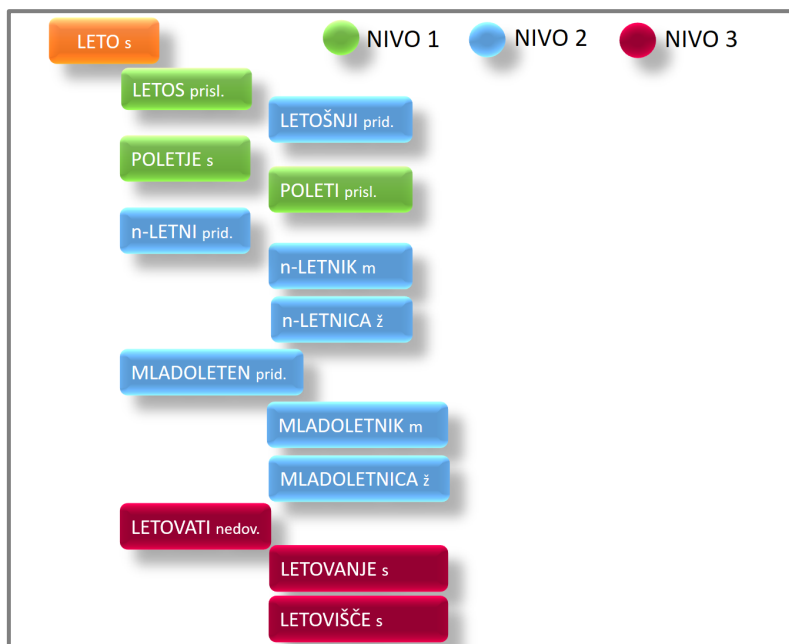 LETO s
NIVO 1
NIVO 2
NIVO 3
LETOS prisl.
LETOŠNJI prid.
POLETJE s
POLETI prisl.
n-LETNI prid.
n-LETNIK m
n-LETNICA ž
MLADOLETEN prid.
MLADOLETNIK m
MLADOLETNICA ž
LETOVATI nedov.
LETOVANJE s
LETOVIŠČE s